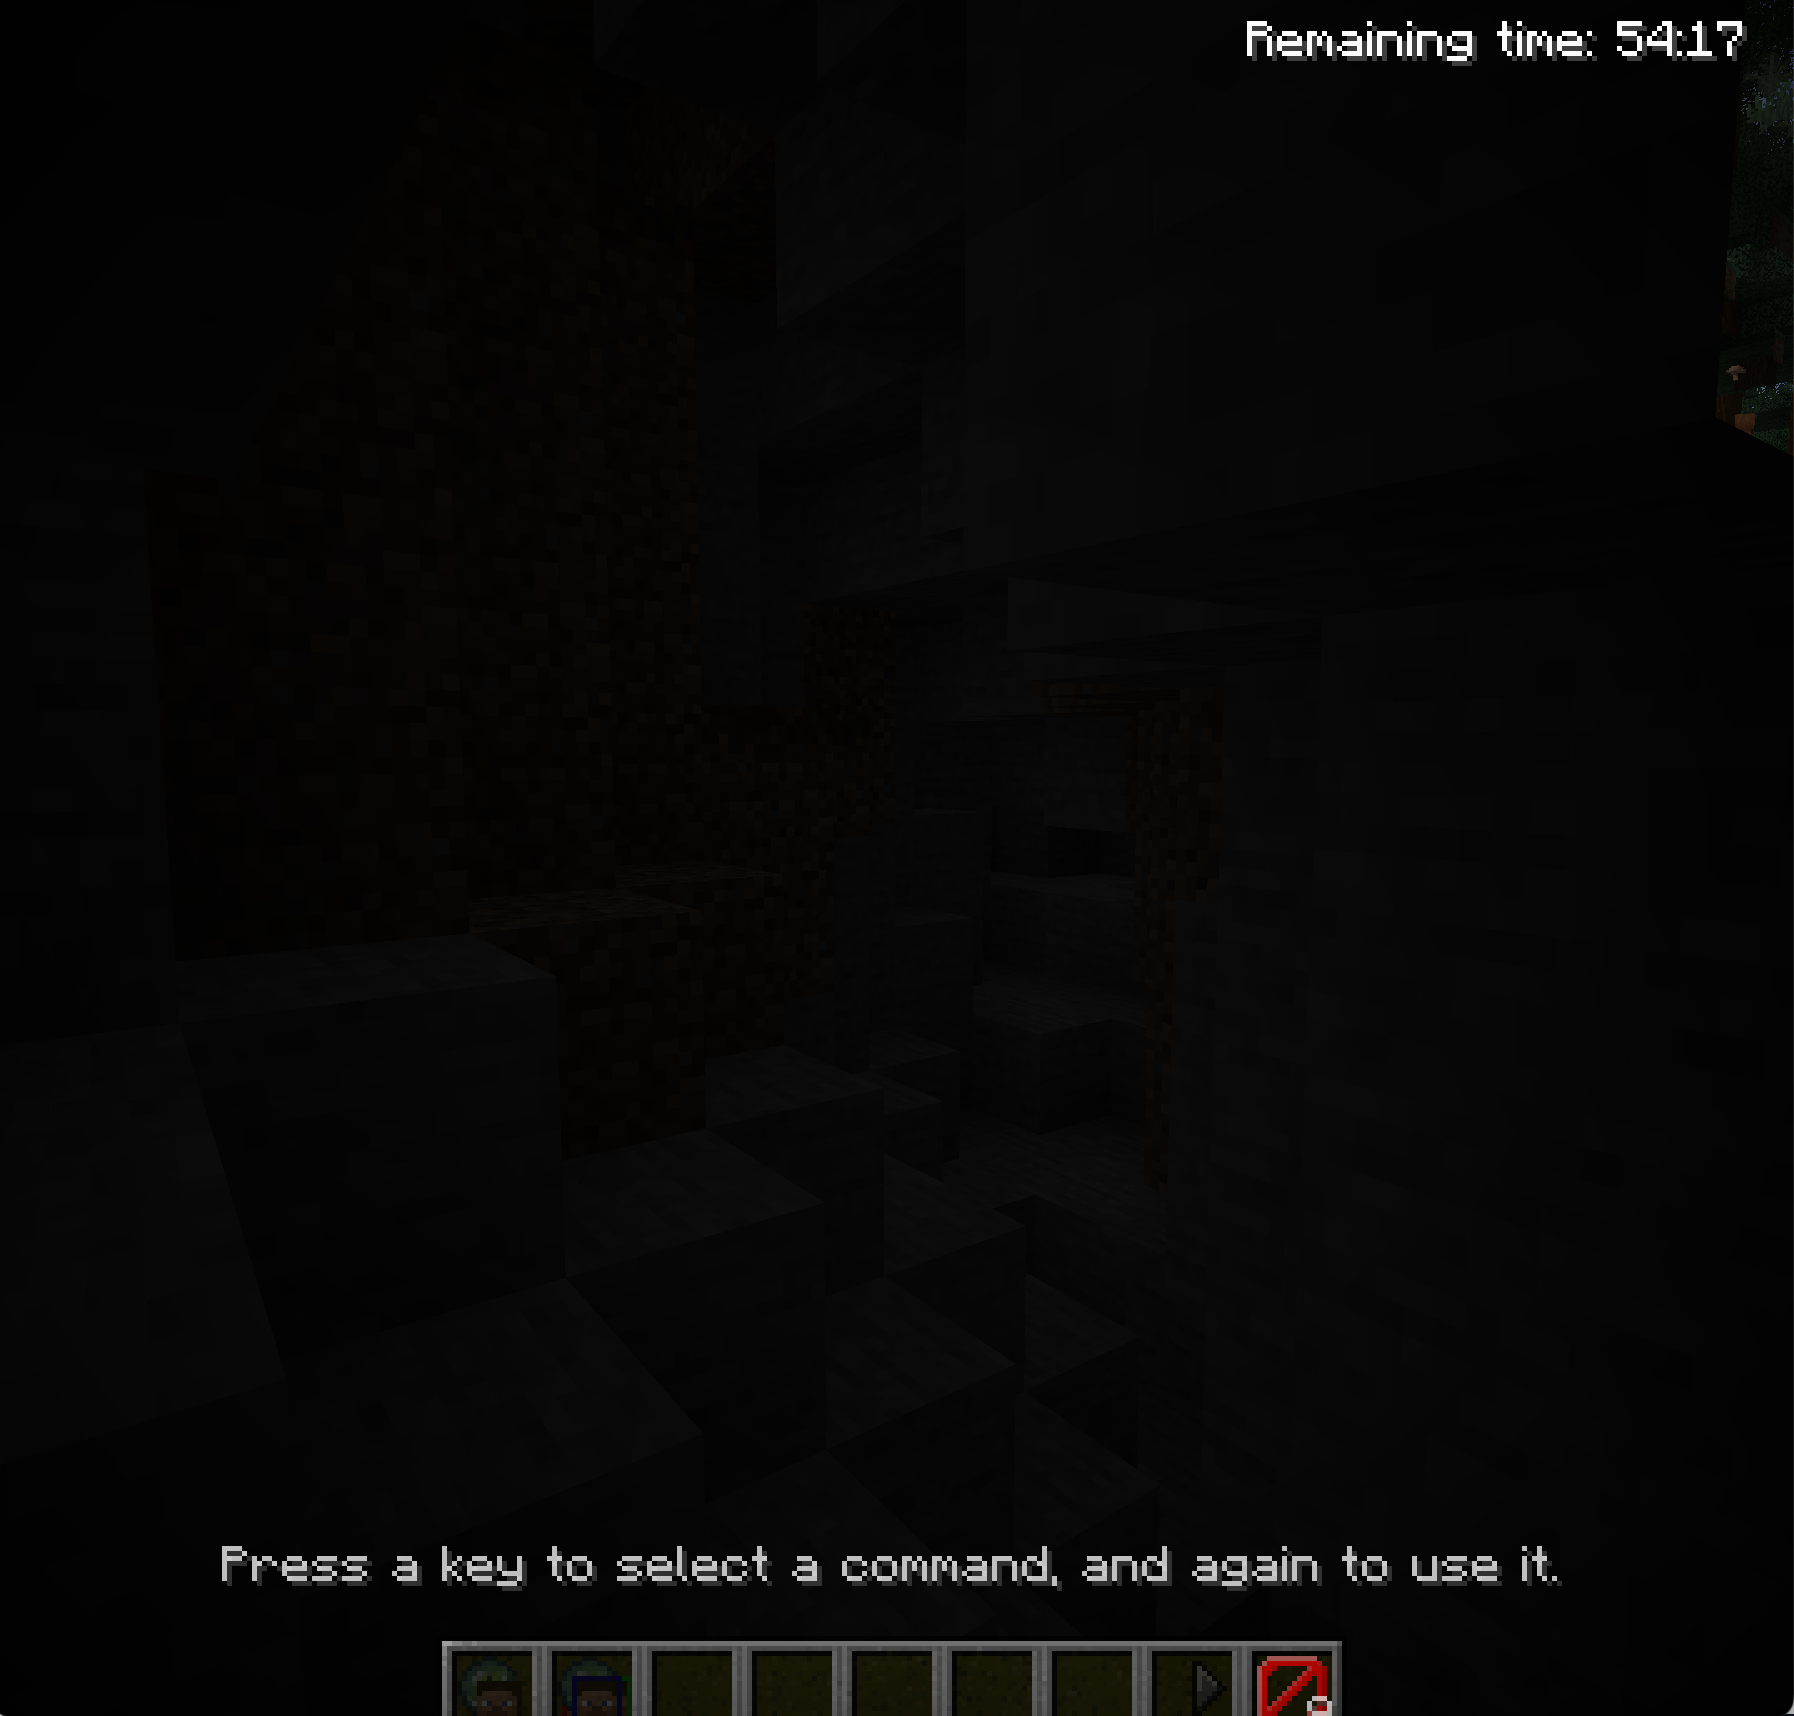 Remaining time: 54:17
Press a key to select a command, and again to use it.